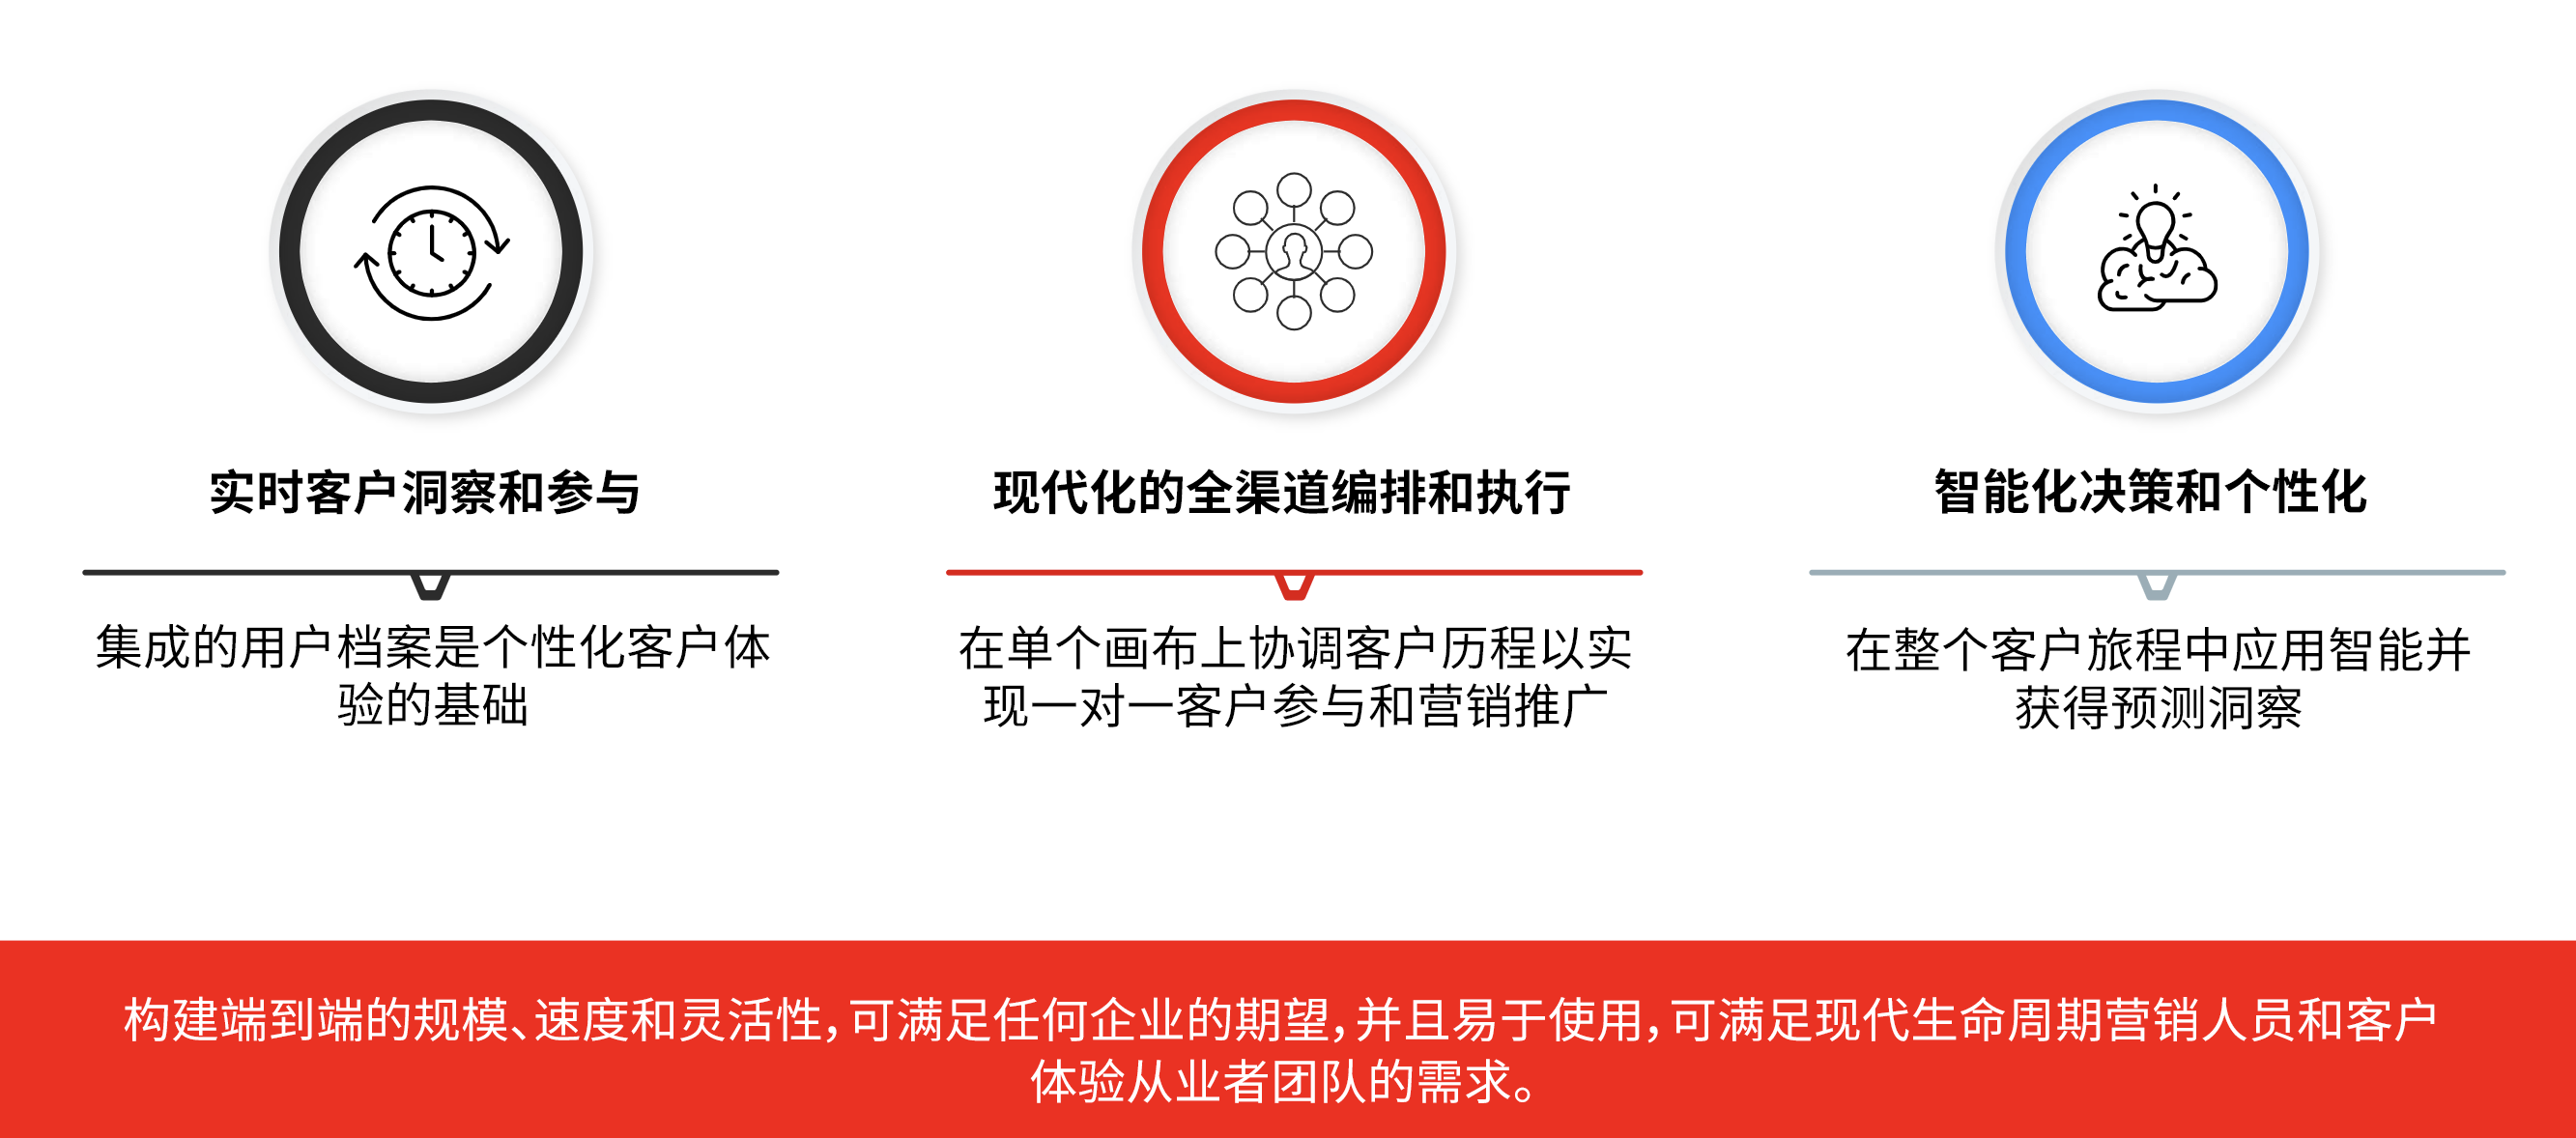 实时客户洞察和参与
集成的用户档案是个性化客户体
验的基础
现代化的全渠道编排和执行
在单个画布上协调客户历程以实
现一对一客户参与和营销推广
智能化决策和个性化
在整个客户旅程中应用智能并
获得预测洞察
构建端到端的规模、速度和灵活性，可满足任何企业的期望，并且易于使用，可满足现代生命周期营销人员和客户
体验从业者团队的需求。